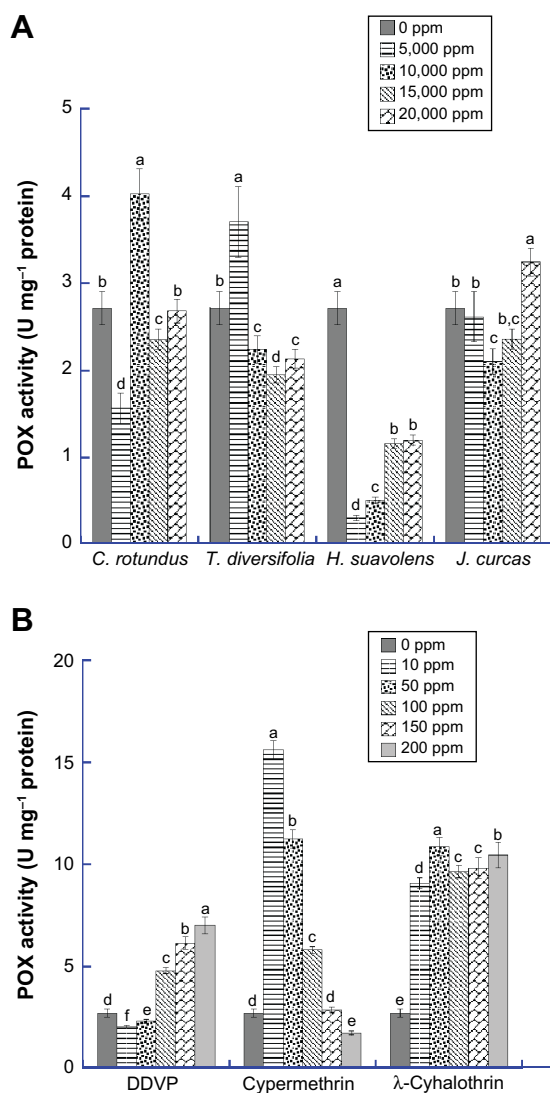 A
0 ppm
5,000 ppm
10,000 ppm
15,000 ppm
20,000 ppm
POX activity (U mg⁻¹ protein)
5
4
3
2
1
0
b
d
a
c
b
b
a
c
d
c
a
d
c
b
b
b
b
c
b,c
a
C. rotundus
T. diversifolia
H. suavolens
J. curcas
B
0 ppm
10 ppm
50 ppm
100 ppm
150 ppm
200 ppm
POX activity (U mg⁻¹ protein)
20
15
10
5
0
d
f
e
c
b
a
d
a
b
c
d
e
e
d
a
c
c
b
DDVP
Cypermethrin
λ-Cyhalothrin